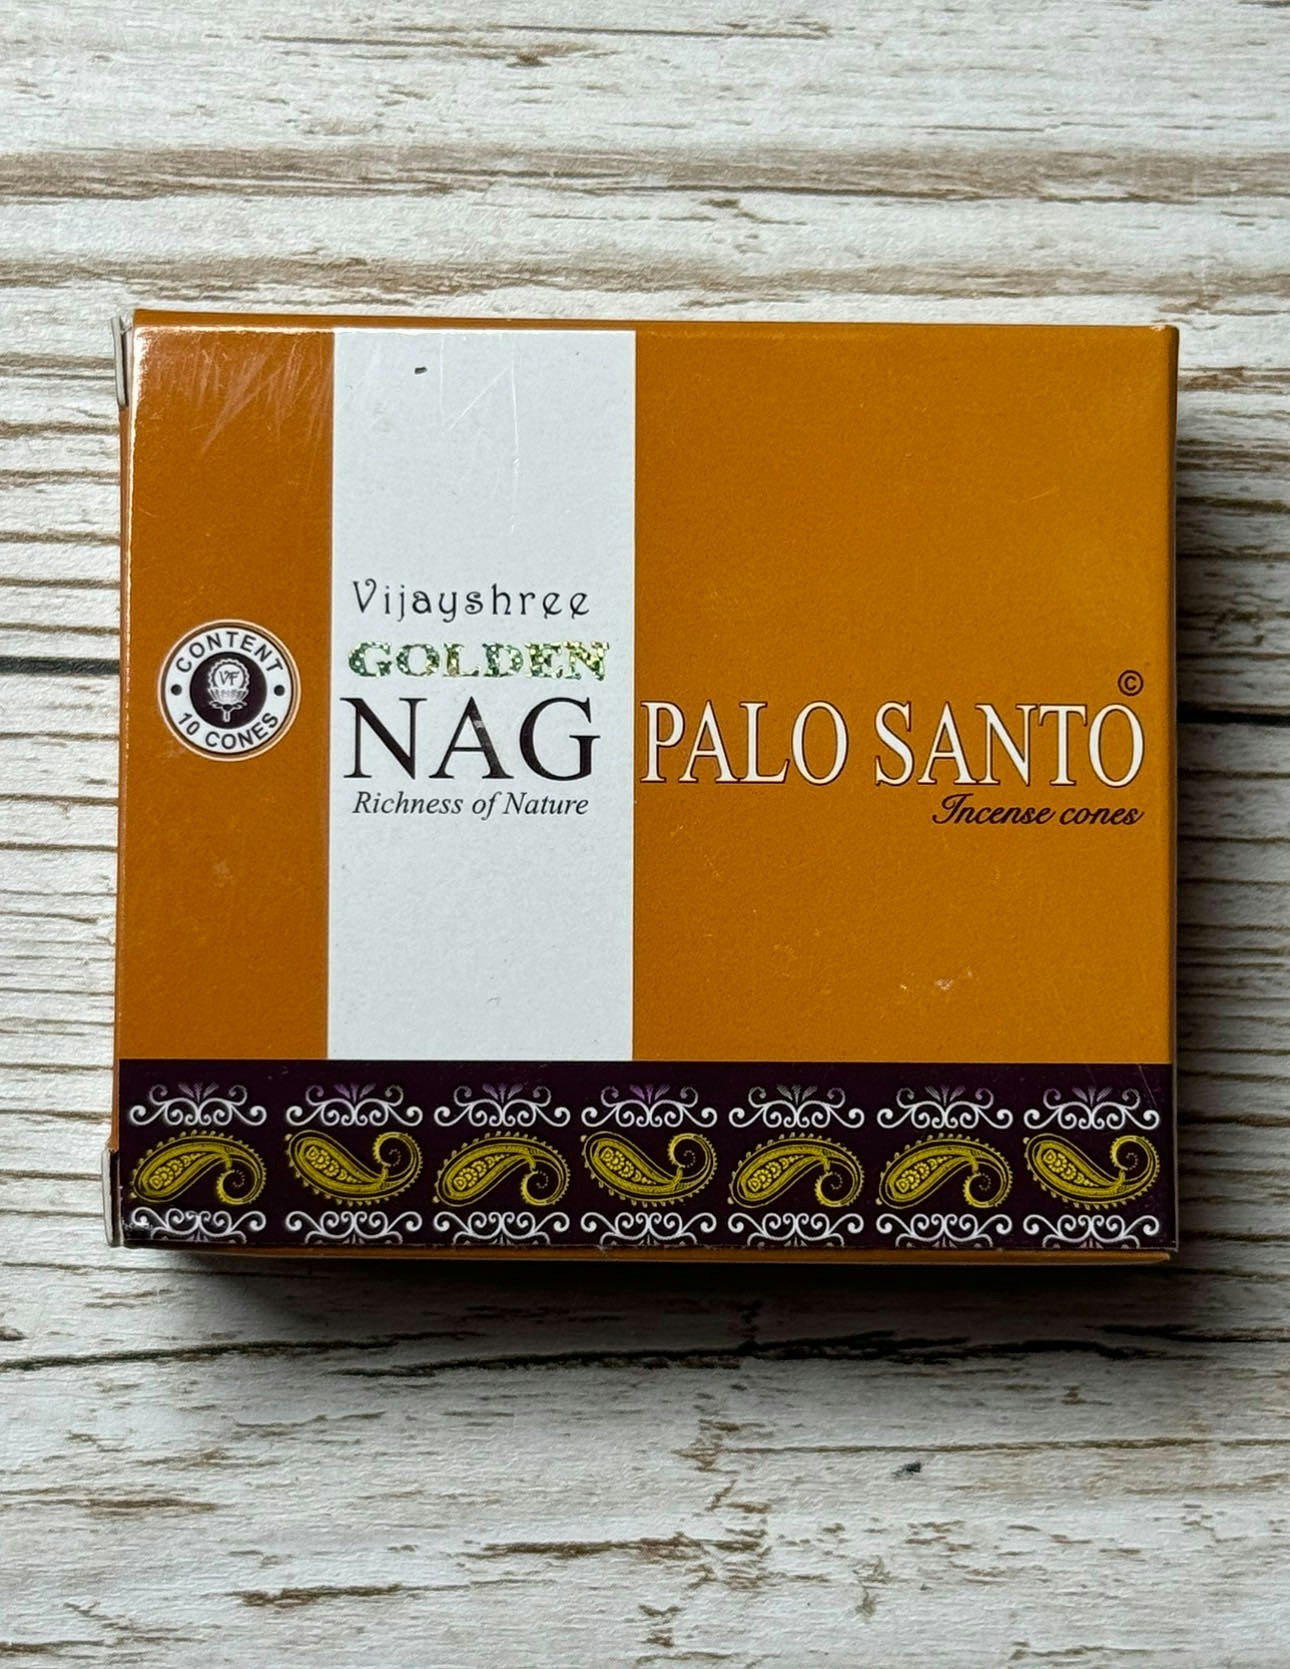 CONTENT
VF
10 CONES
Vijayshree
GOLDEN
NAG
Richness of Nature
©
PALO SANTO
Incense cones